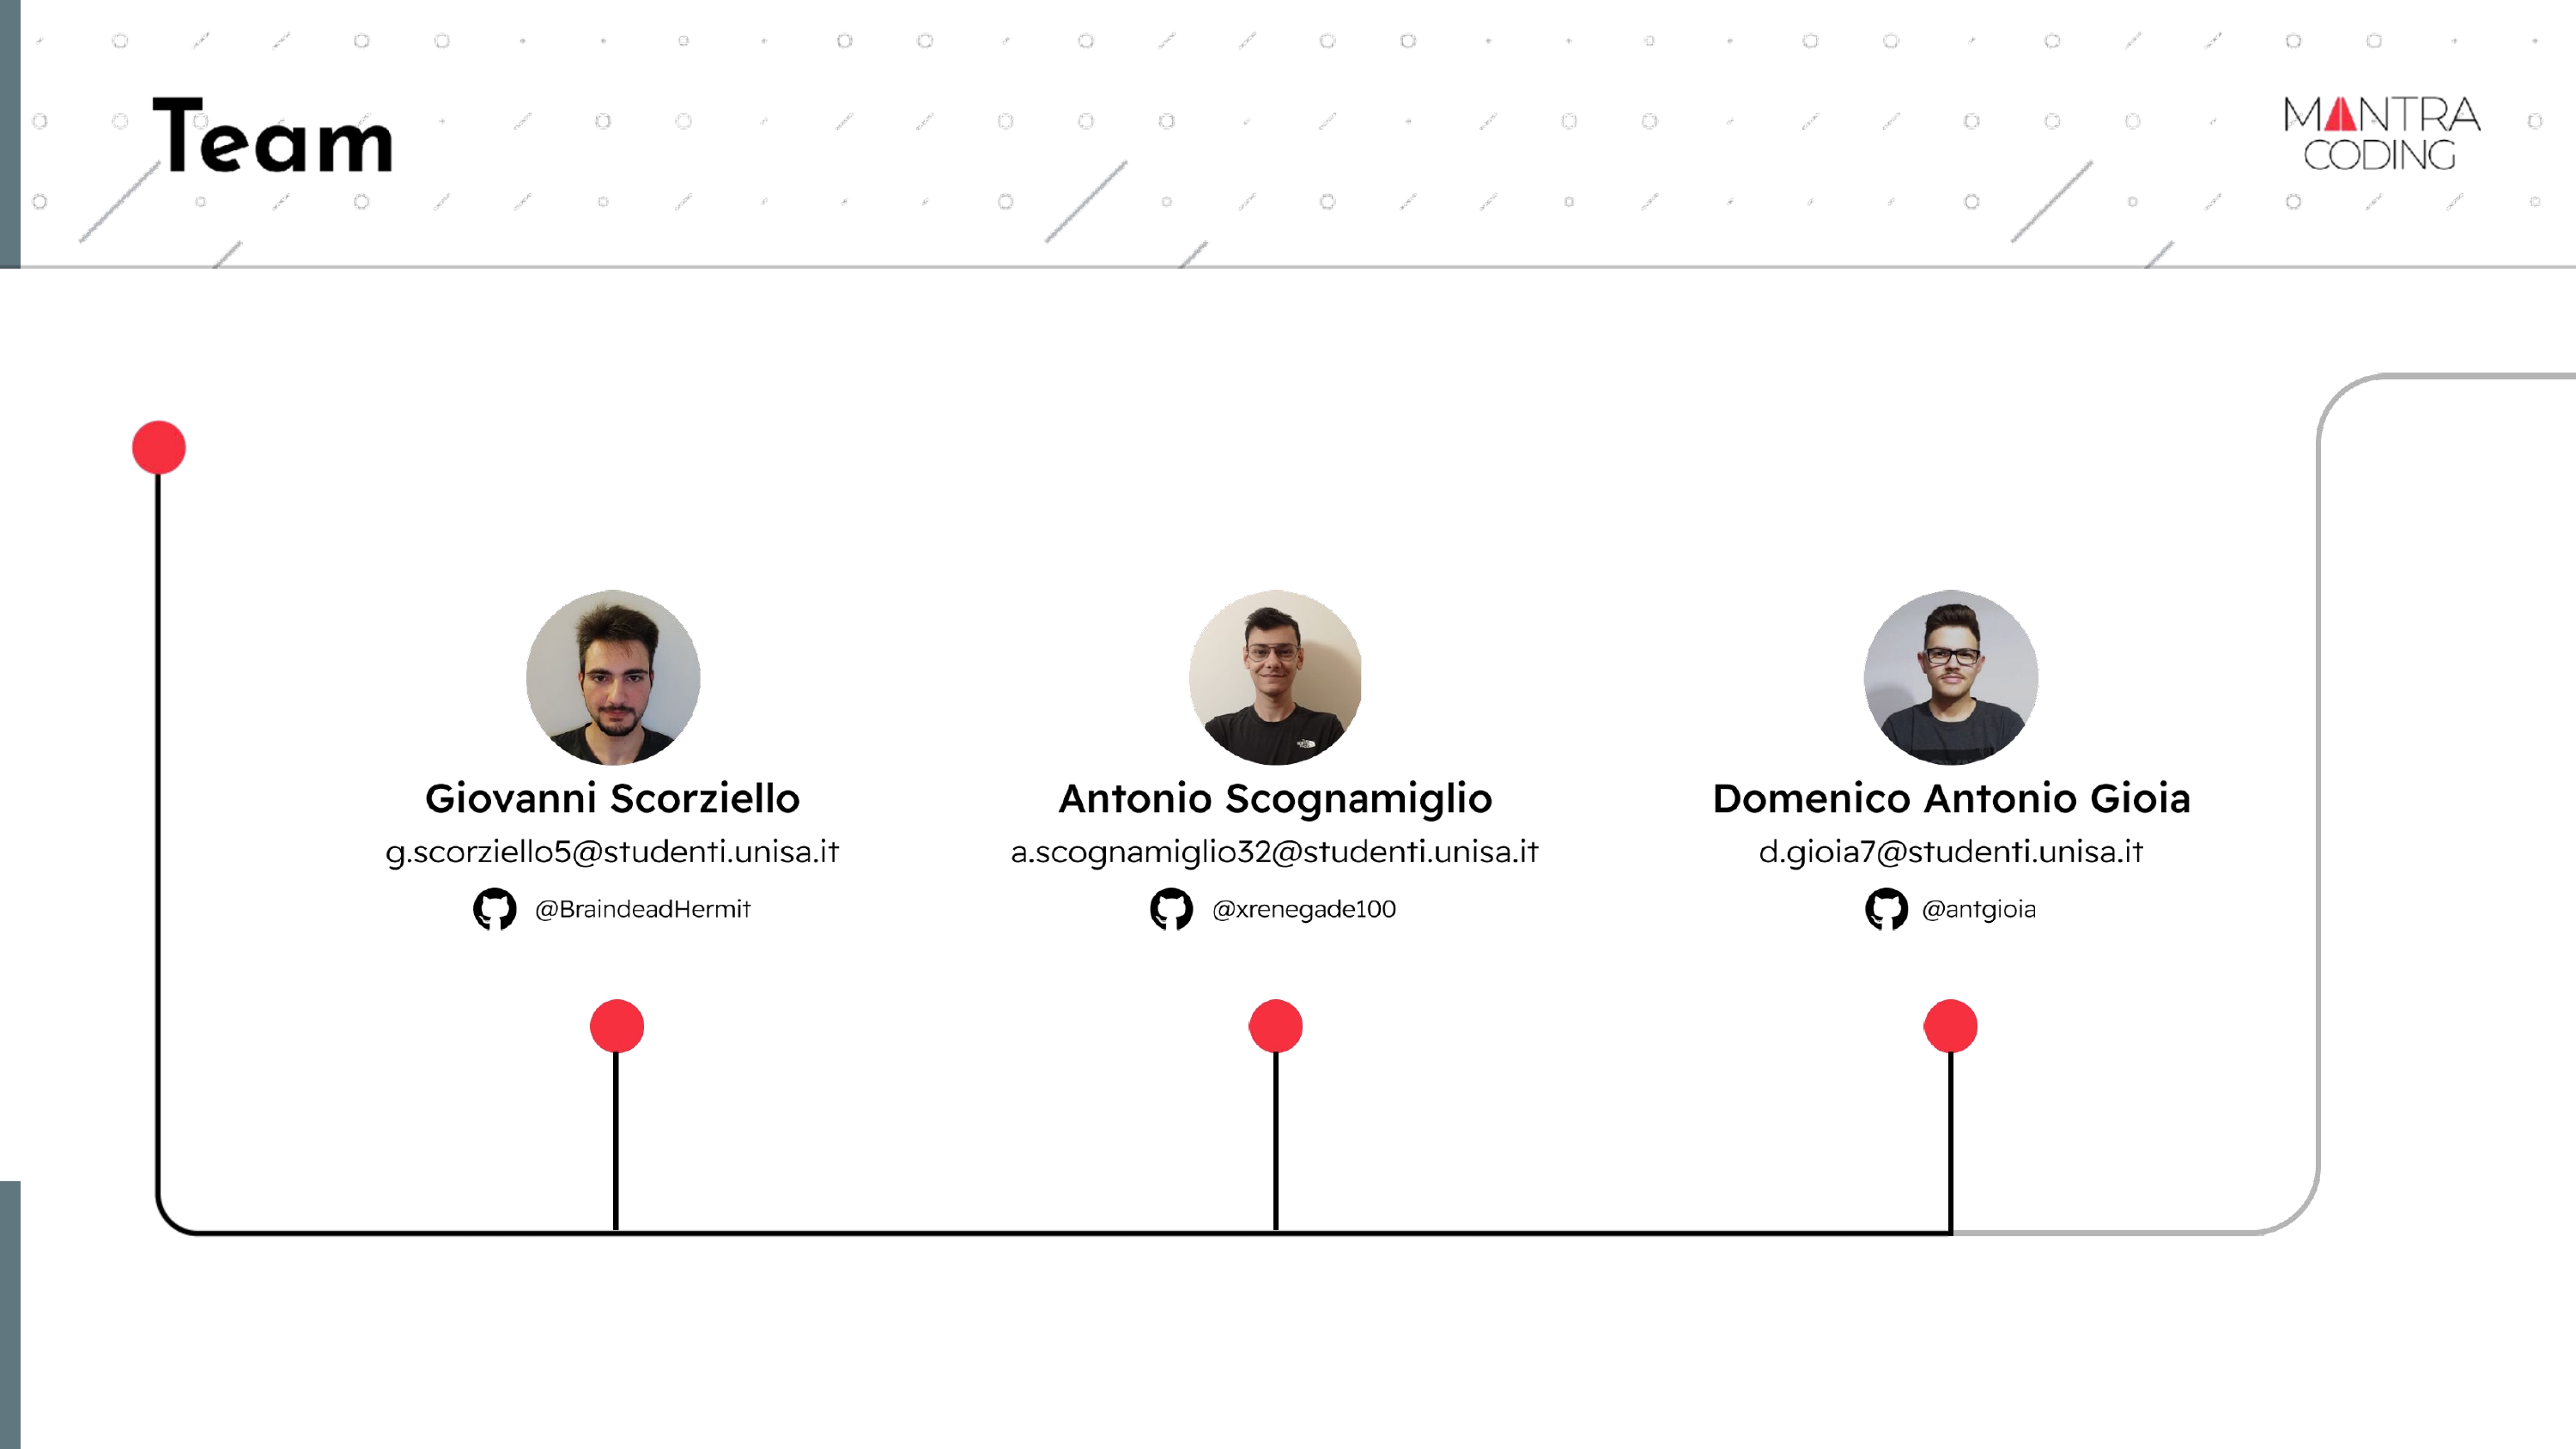 Team
MANTRA
CODING
Giovanni Scorziello
g.scorziello5@studenti.unisa.it
@BraindeadHermit
Antonio Scognamiglio
a.scognamiglio32@studenti.unisa.it
@xrenegade100
Domenico Antonio Gioia
d.gioia7@studenti.unisa.it
@antgioia